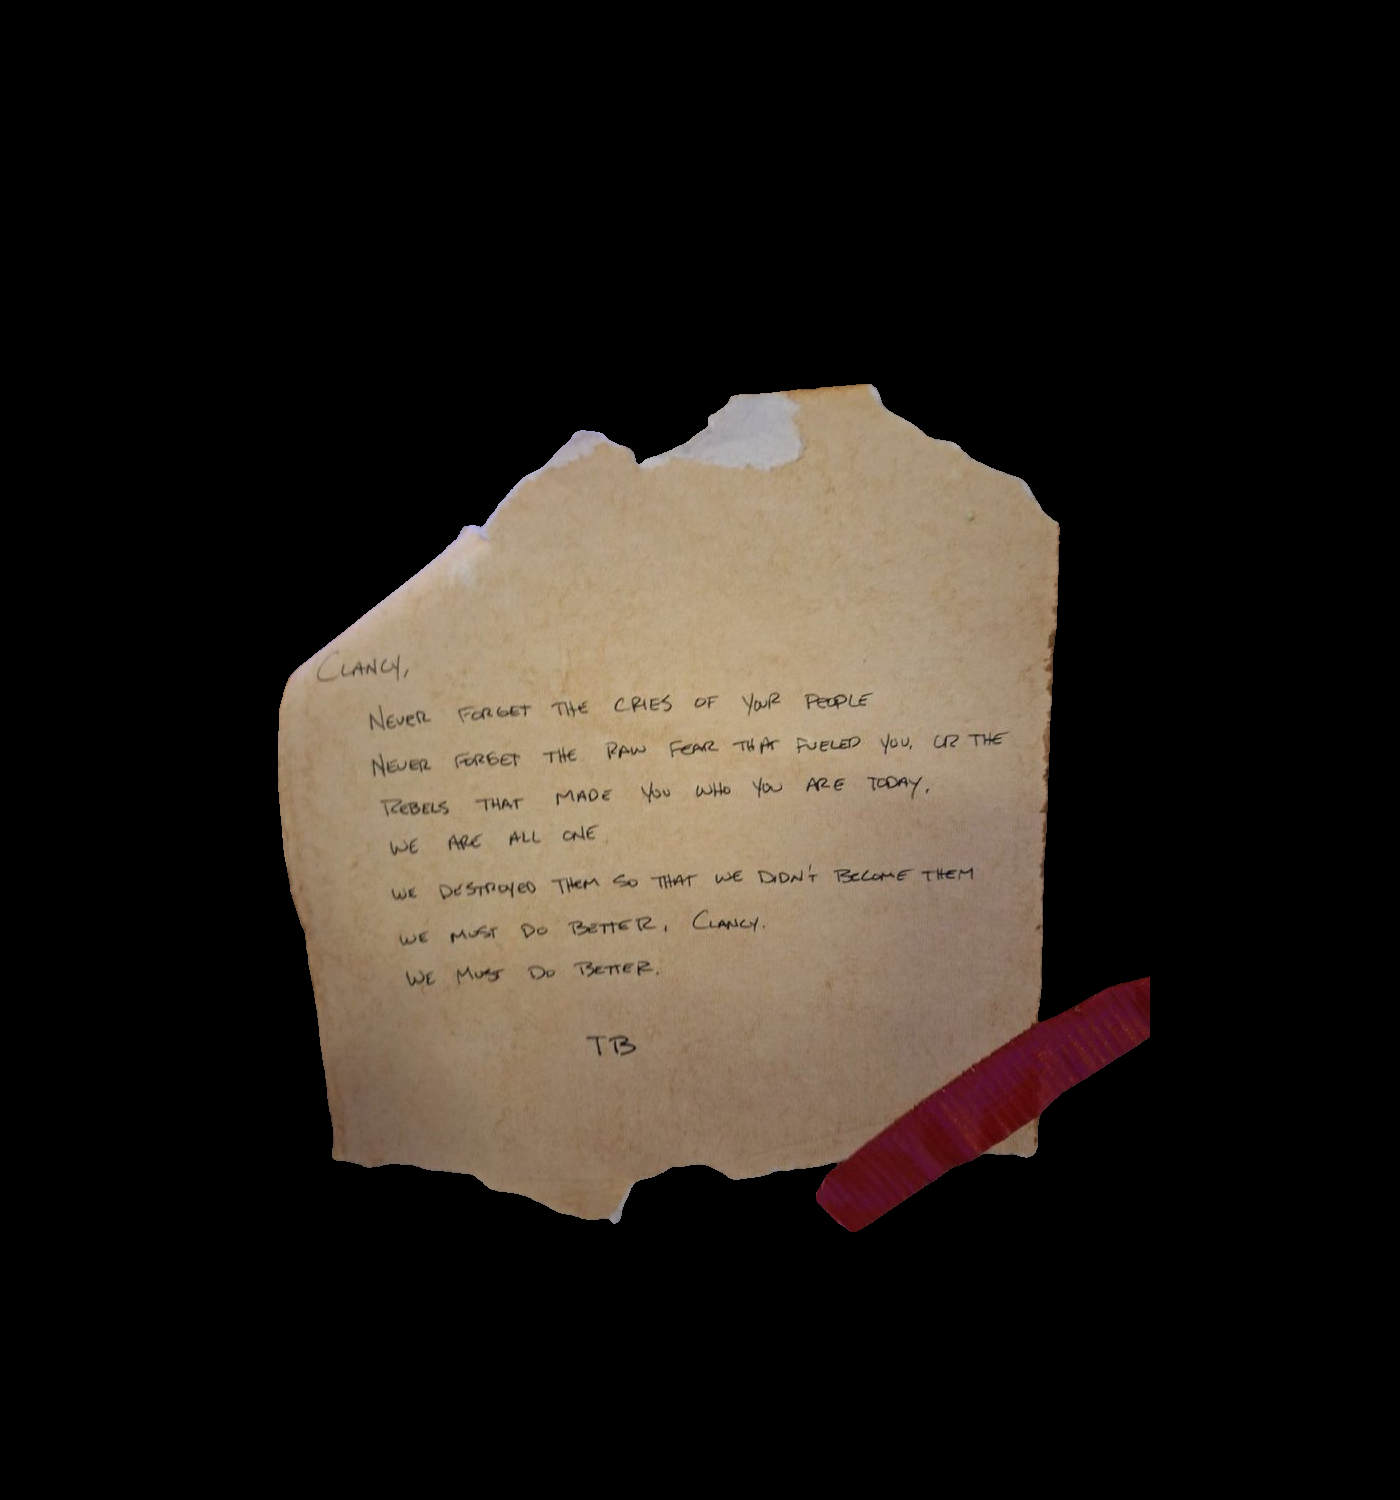 Clancy,
Never forget the cries of your people
Never forget the raw fear that fueled you, or the
Rebels that made you who you are today.
We are all one
We destroyed them so that we didn't become them
We must do better, Clancy.
We must do better.
TB